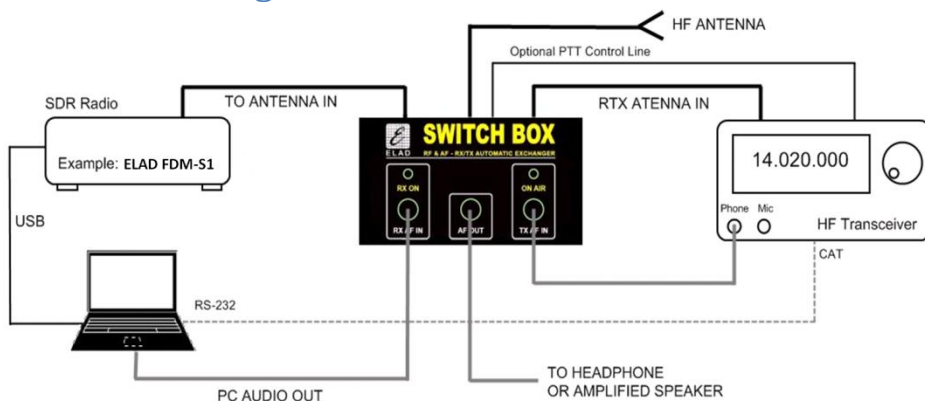 HF ANTENNA
Optional PTT Control Line
SDR Radio
TO ANTENNA IN
RTX ATENNA IN
Example: ELAD FDM-S1
E
ELAD
SWITCH BOX
RF & AF - RX/TX AUTOMATIC EXCHANGER
RX ON
ON AIR
RX AF IN
AF OUT
TX AF IN
14.020.000
Phone
Mic
HF Transceiver
USB
CAT
RS-232
PC AUDIO OUT
TO HEADPHONE
OR AMPLIFIED SPEAKER